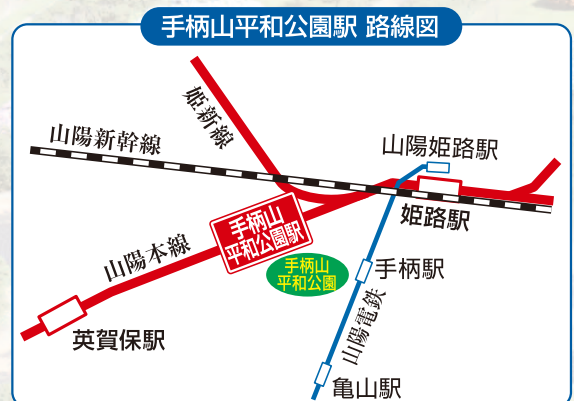 手柄山平和公園駅 路線図
姫新線
山陽新幹線
山陽姫路駅
姫路駅
手柄山
平和公園駅
山陽本線
手柄山
平和公園
手柄駅
山陽電鉄
英賀保駅
亀山駅